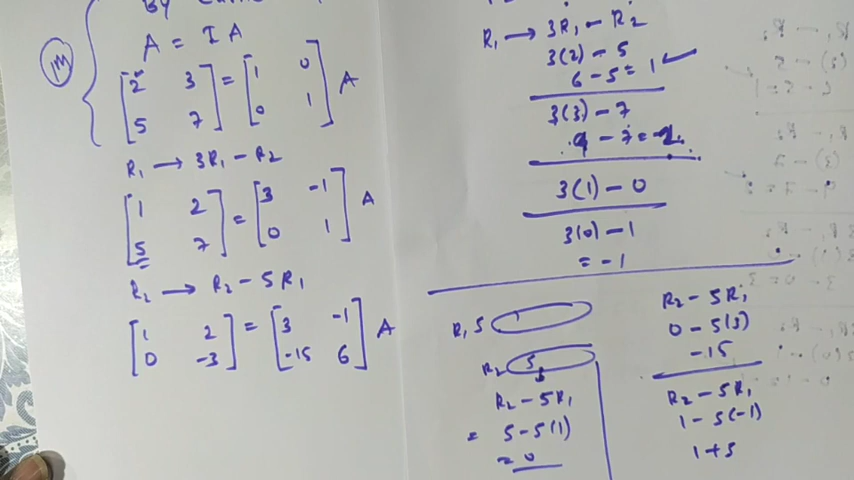 By
A = I A
1M
[2 3
5 7] = [1 0
0 1] A
R1 → 3R1 - R2
[1 2
5 7] = [3 -1
0 1] A
R2 → R2 - 5R1
[1 2
0 -3] = [3 -1
-15 6] A
R1 → 3R1 - R2
3(2) - 5
6 - 5 = 1 ✓
3(3) - 7
9 - 7 = 2
3(1) - 0
3(0) - 1
= -1
R1 5 1
R2 5
R2 - 5R1
= 5 - 5(1)
= 0
R2 - 5R1
0 - 5(3)
-15
R2 - 5R1
1 - 5(-1)
1+5